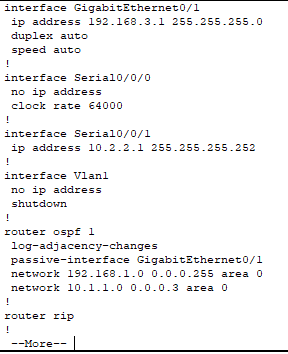 interface GigabitEthernet0/1
ip address 192.168.3.1 255.255.255.0
duplex auto
speed auto
!
interface Serial0/0/0
no ip address
clock rate 64000
!
interface Serial0/0/1
ip address 10.2.2.1 255.255.255.252
!
interface Vlan1
no ip address
shutdown
!
router ospf 1
log-adjacency-changes
passive-interface GigabitEthernet0/1
network 192.168.1.0 0.0.0.255 area 0
network 10.1.1.0 0.0.0.3 area 0
!
router rip
!
--More--